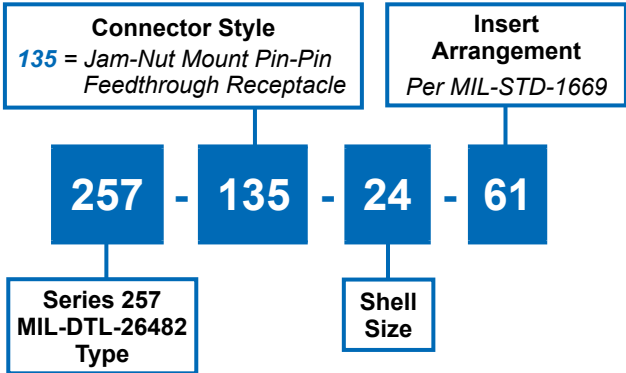 Connector Style
135 = Jam-Nut Mount Pin-Pin
Feedthrough Receptacle
Insert
Arrangement
Per MIL-STD-1669
257 - 135 - 24 - 61
Series 257
MIL-DTL-26482
Type
Shell
Size